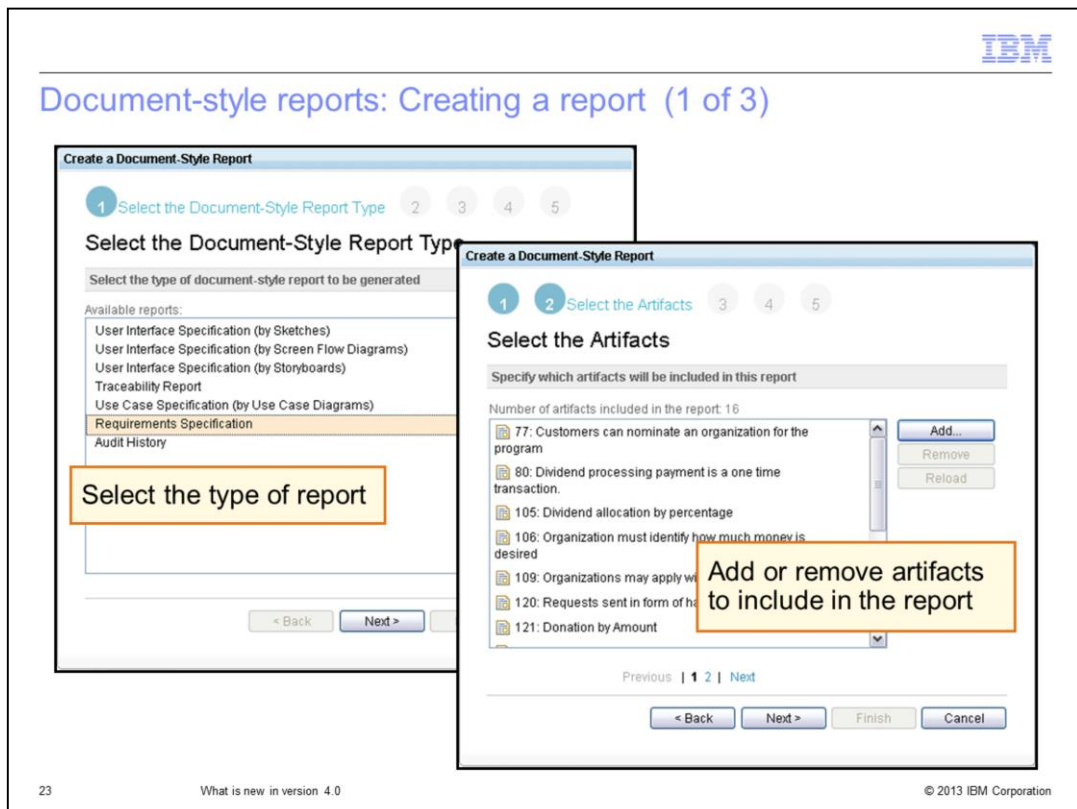 IBM
Document-style reports: Creating a report (1 of 3)
Create a Document-Style Report
1 Select the Document-Style Report Type 2 3 4 5
Select the Document-Style Report Type
Select the type of document-style report to be generated
Available reports:
User Interface Specification (by Sketches)
User Interface Specification (by Screen Flow Diagrams)
User Interface Specification (by Storyboards)
Traceability Report
Use Case Specification (by Use Case Diagrams)
Requirements Specification
Audit History
Select the type of report
< Back Next >
Create a Document-Style Report
1 2 Select the Artifacts 3 4 5
Select the Artifacts
Specify which artifacts will be included in this report
Number of artifacts included in the report: 16
77: Customers can nominate an organization for the
program
80: Dividend processing payment is a one time
transaction.
105: Dividend allocation by percentage
106: Organization must identify how much money is
desired
109: Organizations may apply
120: Requests sent in form of
121: Donation by Amount
Add...
Remove
Reload
Add or remove artifacts
to include in the report
Previous | 1 2 | Next
< Back Next > Finish Cancel
23 What is new in version 4.0 © 2013 IBM Corporation